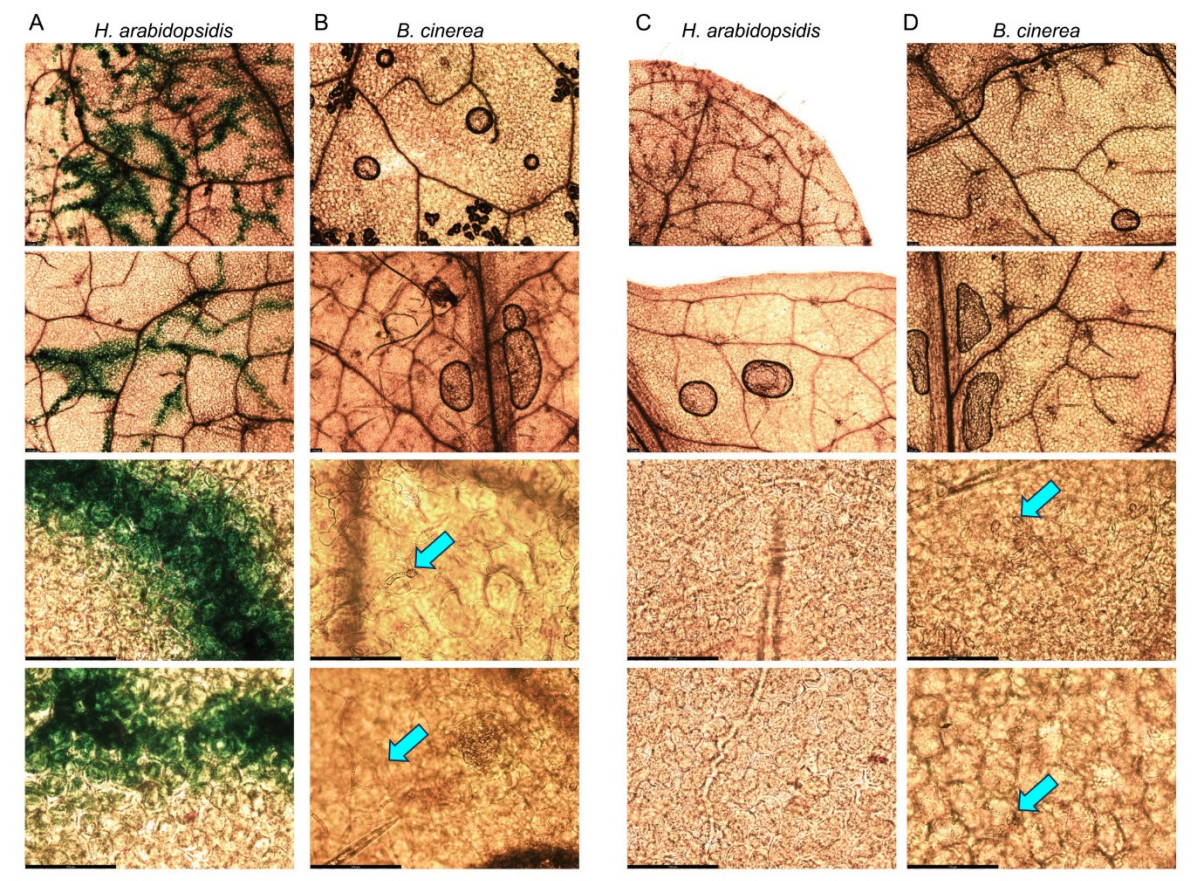 A
H. arabidopsidis
B
B. cinerea
C
H. arabidopsidis
D
B. cinerea